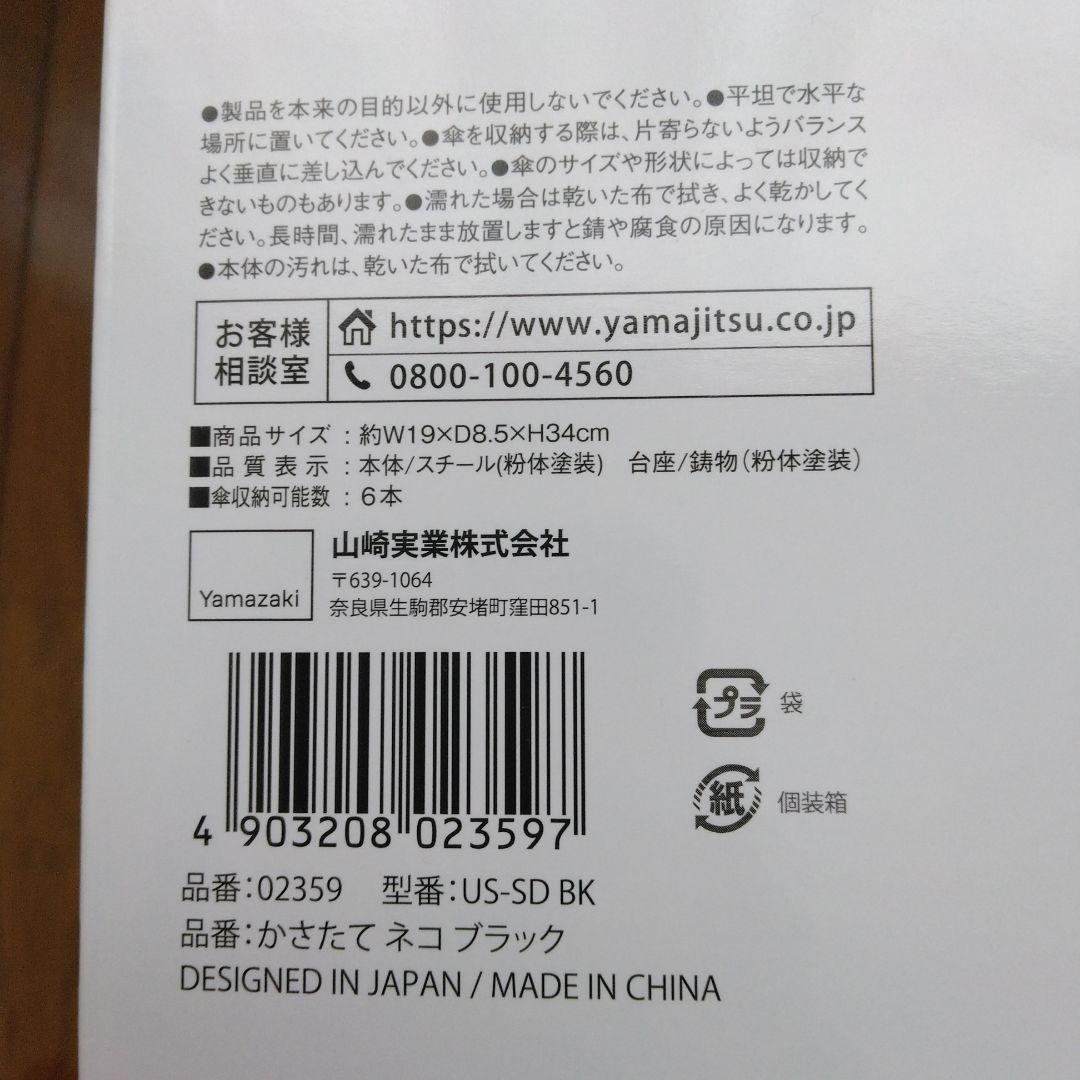 ●製品を本来の目的以外に使用しないでください。●平坦で水平な
場所に置いてください。●傘を収納する際は、片寄らないようバランス
よく垂直に差し込んでください。●傘のサイズや形状によっては収納で
きないものもあります。●濡れた場合は乾いた布で拭き、よく乾かしてく
ださい。長時間、濡れたまま放置しますと錆や腐食の原因になります。
●本体の汚れは、乾いた布で拭いてください。
お客様
相談室
https://www.yamajitsu.co.jp
0800-100-4560
■商品サイズ：約W19×D8.5×H34cm
■品質表示：本体/スチール(粉体塗装)　台座/鋳物（粉体塗装）
■傘収納可能数：6本
Yamazaki
山崎実業株式会社
〒639-1064
奈良県生駒郡安堵町窪田851-1
4 903208 023597
プラ 袋
紙 個装箱
品番：02359　型番：US-SD BK
品番：かさたて ネコ ブラック
DESIGNED IN JAPAN / MADE IN CHINA